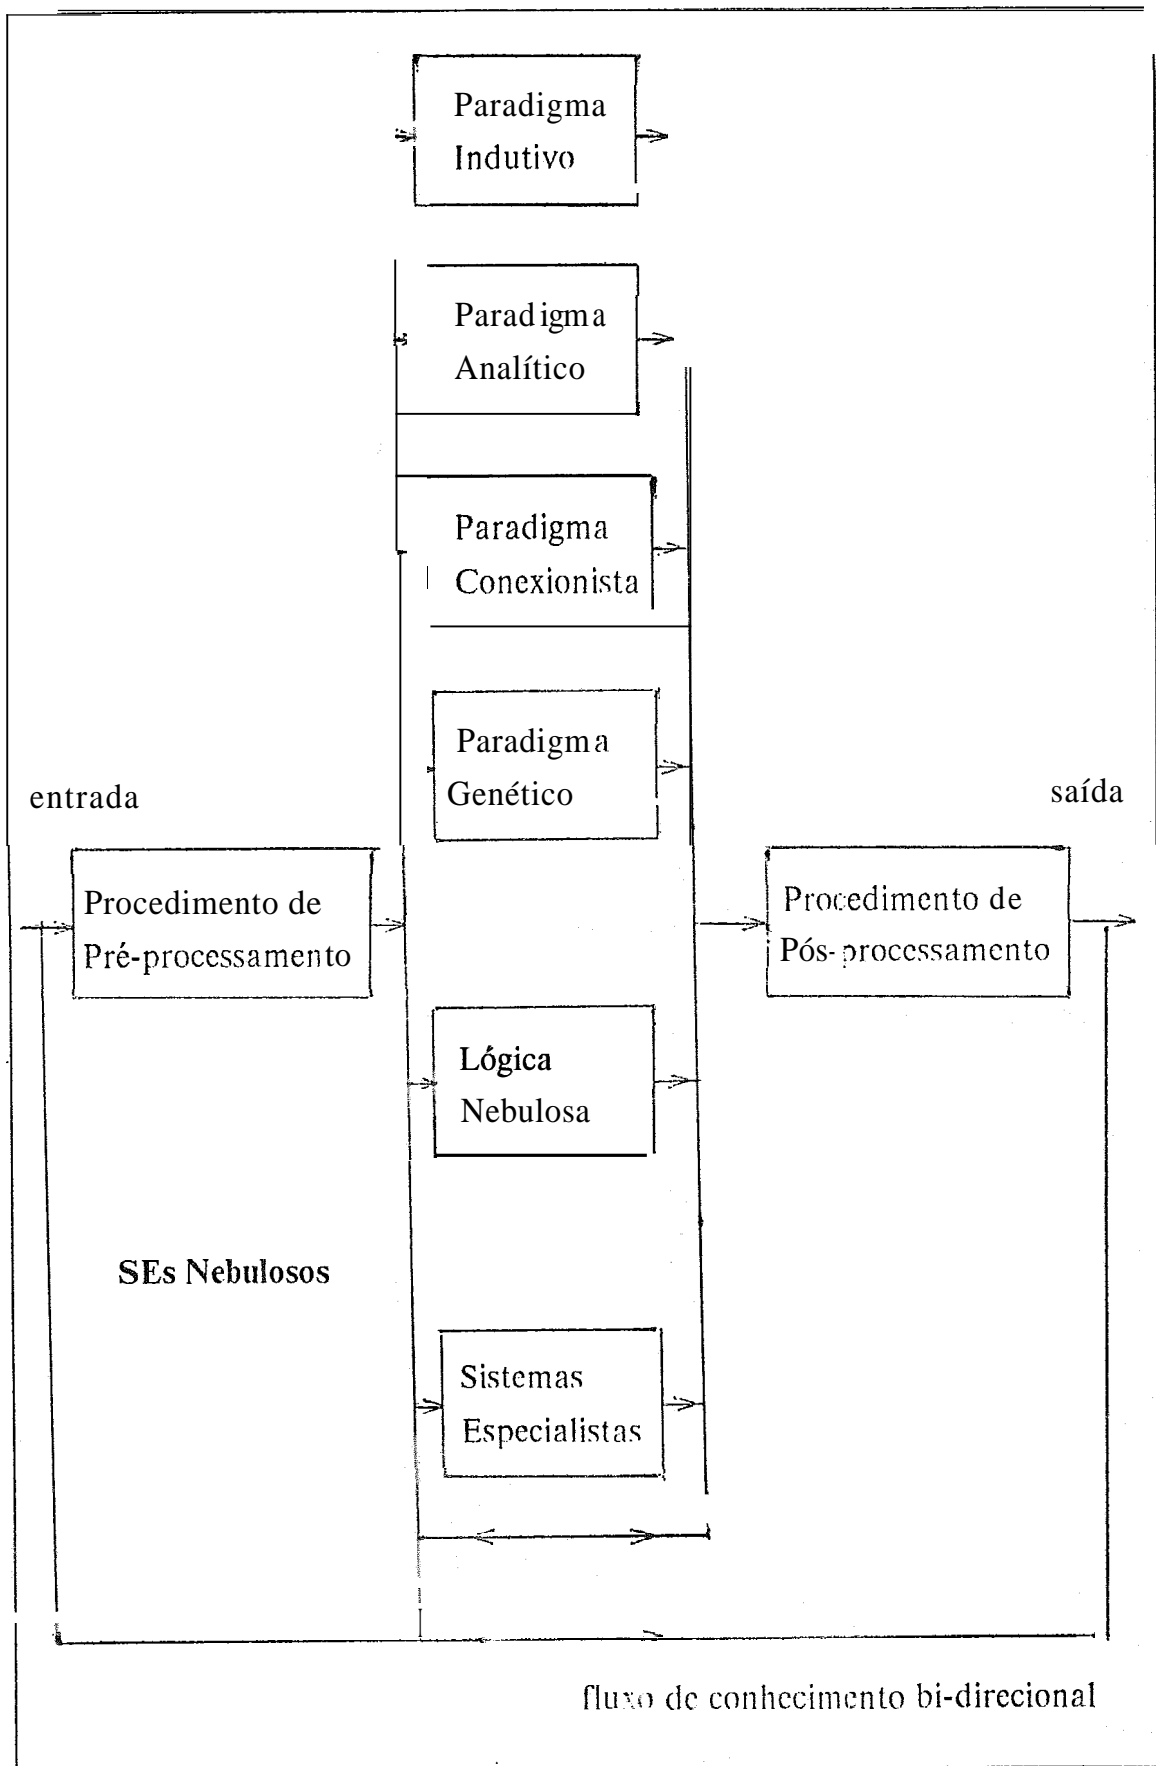 Paradigma
Indutivo
Paradigma
Analítico
Paradigma
Conexionista
Paradigma
Genético
entrada
saída
Procedimento de
Pré-processamento
Procedimento de
Pós-processamento
Lógica
Nebulosa
SEs Nebulosos
Sistemas
Especialistas
fluxo de conhecimento bi-direcional